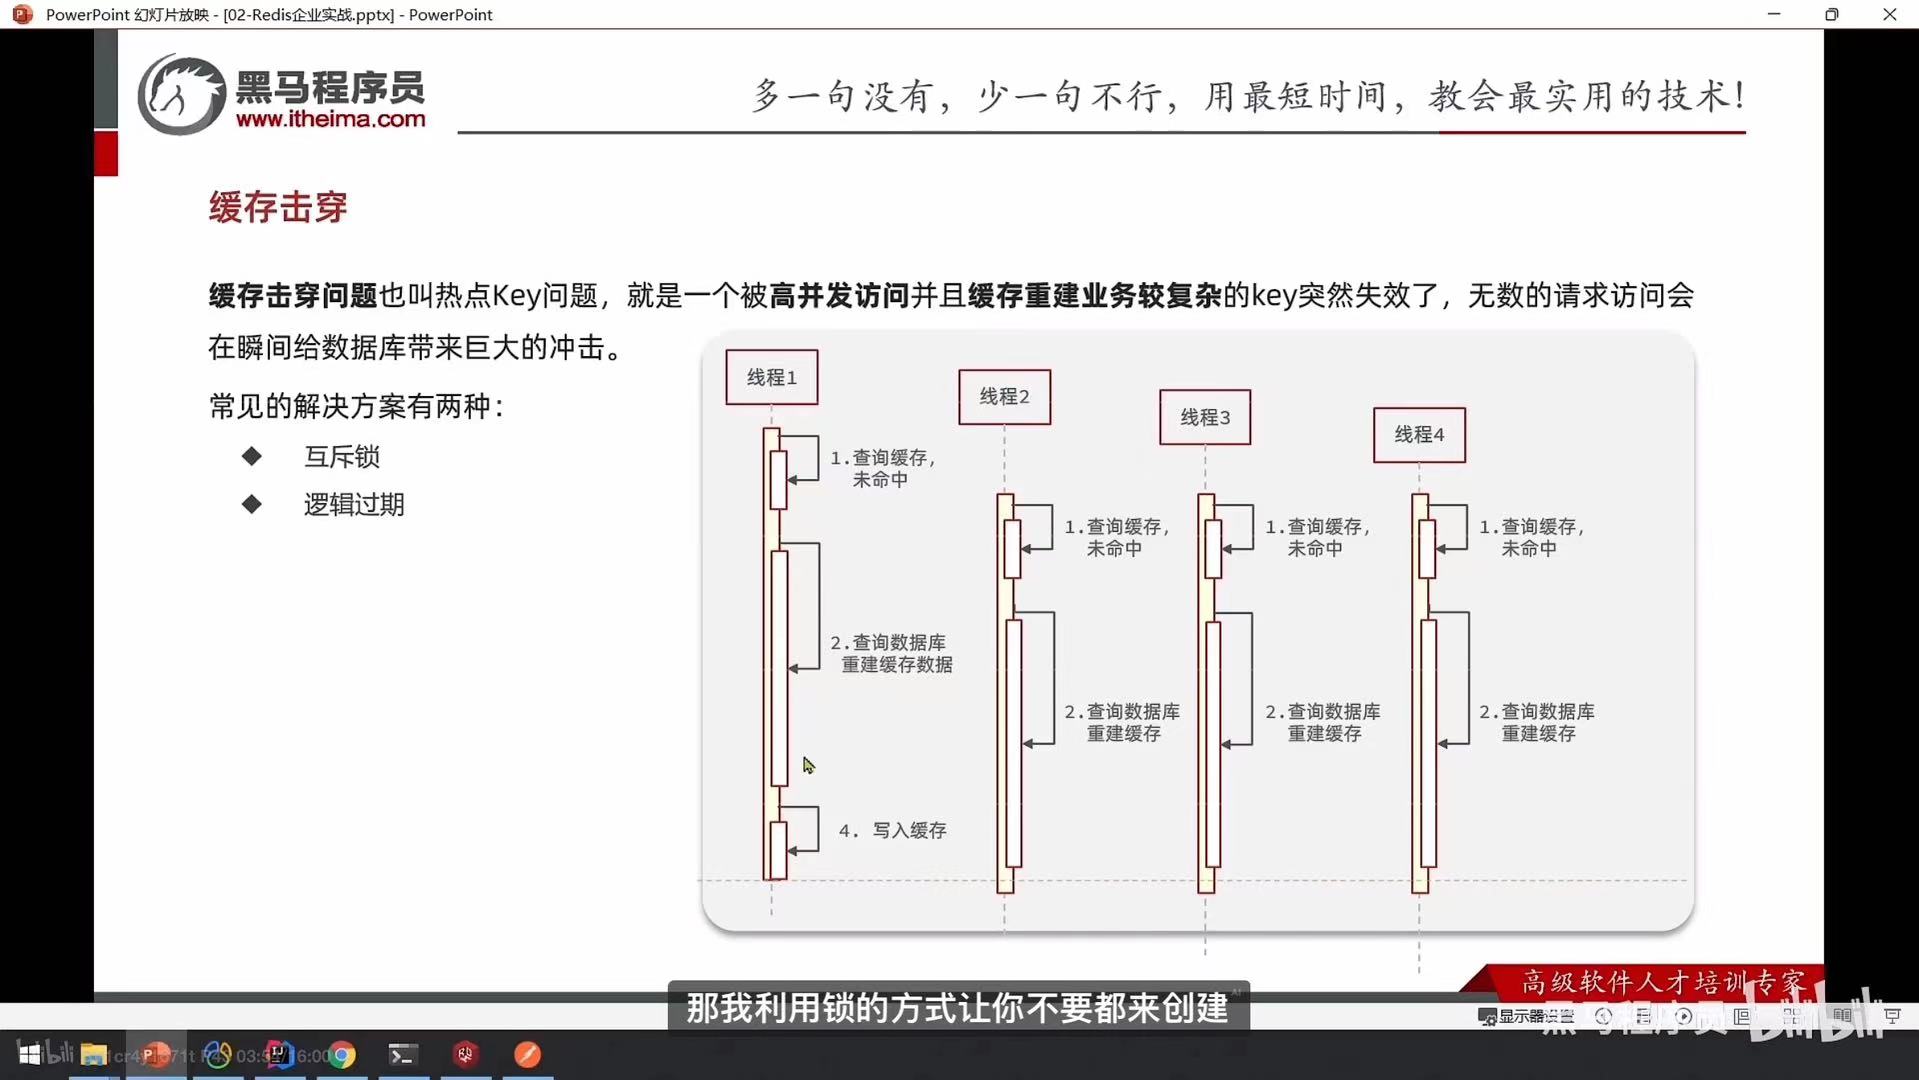 PowerPoint 幻灯片放映 - [02-Redis企业实战.pptx] - PowerPoint
黑马程序员
www.itheima.com
多一句没有，少一句不行，用最短时间，教会最实用的技术！
缓存击穿
缓存击穿问题也叫热点Key问题，就是一个被高并发访问并且缓存重建业务较复杂的key突然失效了，无数的请求访问会
在瞬间给数据库带来巨大的冲击。
常见的解决方案有两种：
互斥锁
逻辑过期
线程1
1.查询缓存，
未命中
2.查询数据库
重建缓存数据
4. 写入缓存
线程2
1.查询缓存，
未命中
2.查询数据库
重建缓存
线程3
1.查询缓存，
未命中
2.查询数据库
重建缓存
线程4
1.查询缓存，
未命中
2.查询数据库
重建缓存
高级软件人才培训专家
那我利用锁的方式让你不要都来创建
黑马程序员 bilibili
显示器设置